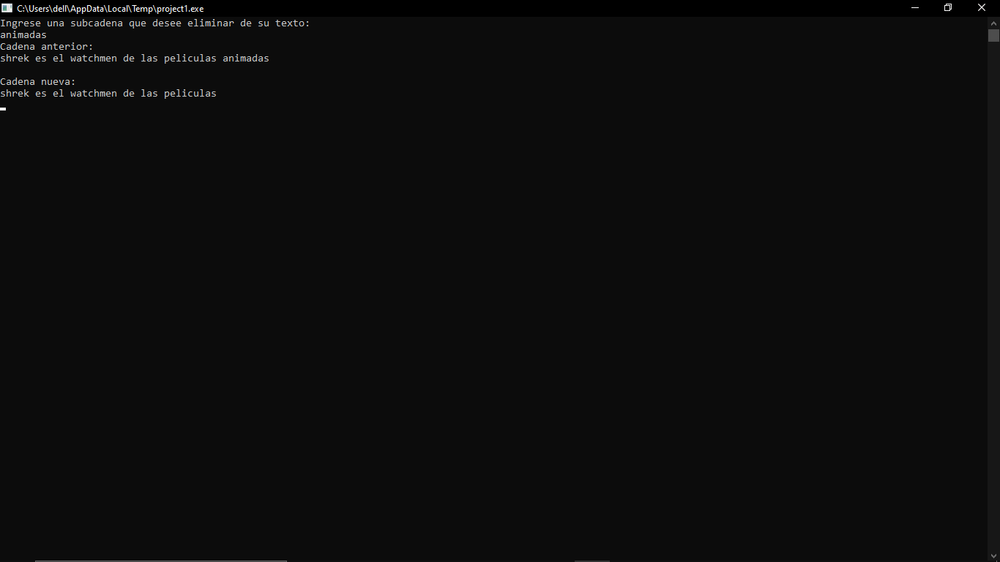 C:\Users\dell\AppData\Local\Temp\project1.exe
Ingrese una subcadena que desee eliminar de su texto:
animadas
Cadena anterior:
shrek es el watchmen de las peliculas animadas
Cadena nueva:
shrek es el watchmen de las peliculas